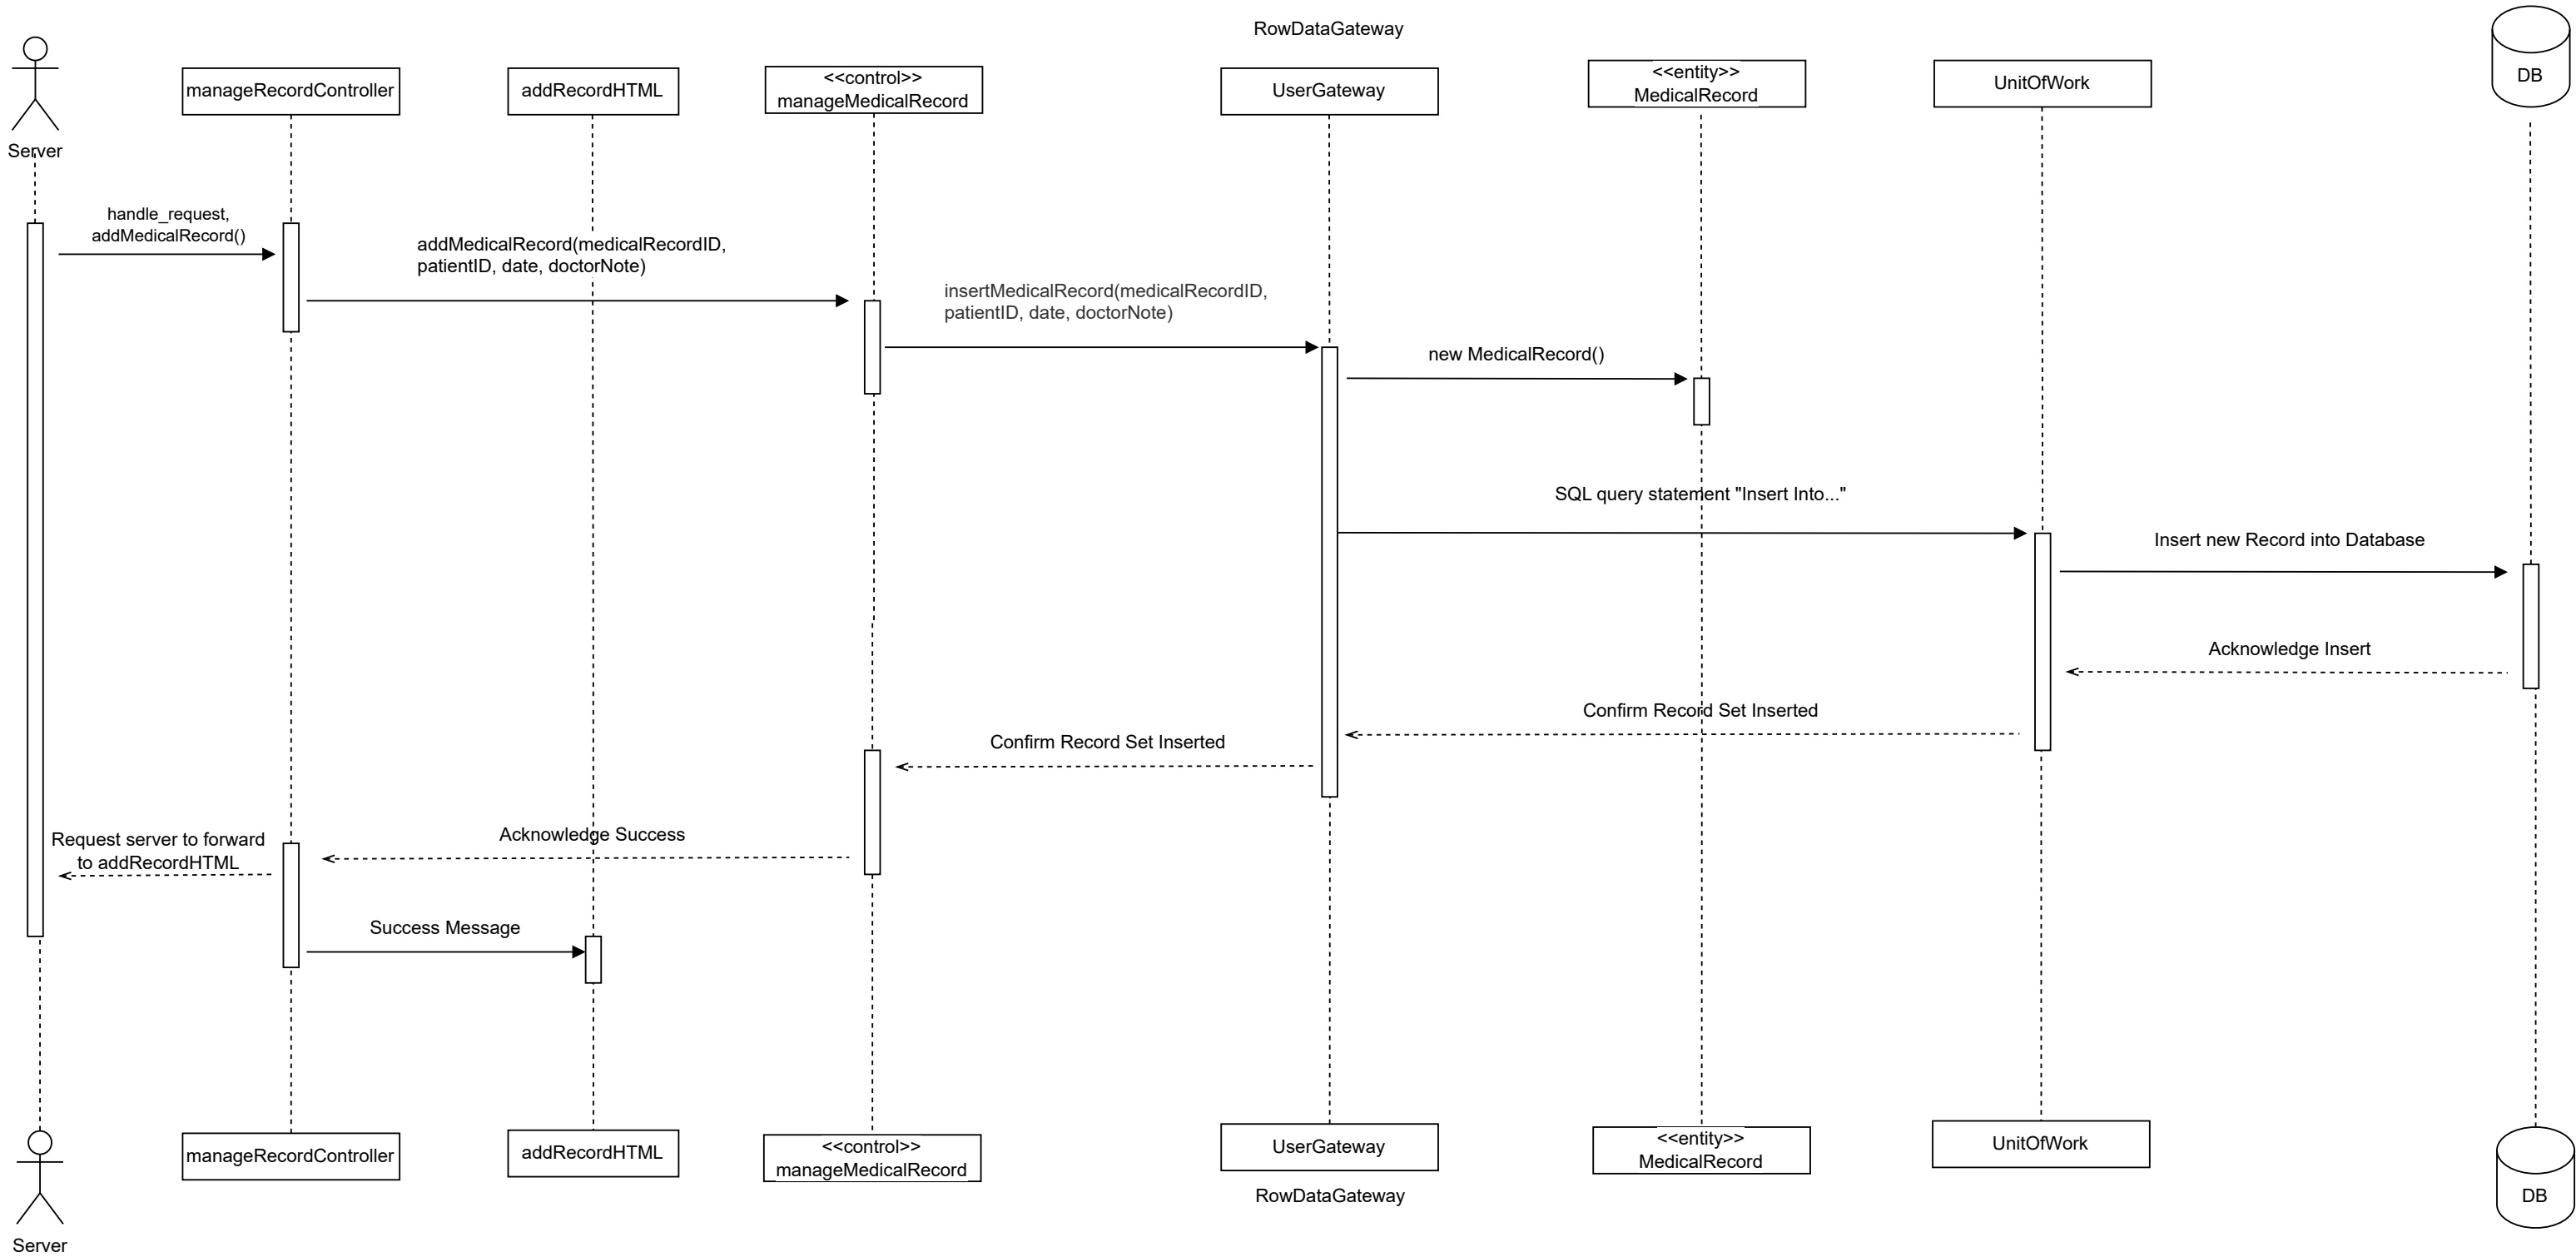 RowDataGateway
Server
manageRecordController
addRecordHTML
<<control>>
manageMedicalRecord
UserGateway
<<entity>>
MedicalRecord
UnitOfWork
DB
handle_request,
addMedicalRecord()
addMedicalRecord(medicalRecordID,
patientID, date, doctorNote)
insertMedicalRecord(medicalRecordID,
patientID, date, doctorNote)
new MedicalRecord()
SQL query statement "Insert Into..."
Insert new Record into Database
Acknowledge Insert
Confirm Record Set Inserted
Confirm Record Set Inserted
Acknowledge Success
Request server to forward
to addRecordHTML
Success Message
Server
manageRecordController
addRecordHTML
<<control>>
manageMedicalRecord
UserGateway
RowDataGateway
<<entity>>
MedicalRecord
UnitOfWork
DB